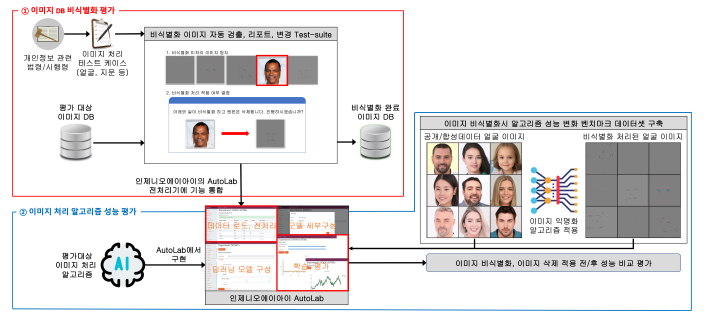 ① 이미지 DB 비식별화 평가
개인정보 관련
법령/시행령
이미지 처리
테스트 케이스
(얼굴, 지문 등)
비식별화 이미지 자동 검출, 리포트, 변경 Test-suite
1. 비식별화 미처리 이미지 탐지
2. 비식별화 처리 적용 여부 결정
아래와 같이 비식별화 하고 원본은 삭제됩니다. 진행하시겠습니까?
평가 대상
이미지 DB
비식별화 완료
이미지 DB
인제니오에이아이의 AutoLab
전처리기에 기능 통합
이미지 비식별화시 알고리즘 성능 변화 벤치마크 데이터셋 구축
공개/합성데이터 얼굴 이미지
비식별화 처리된 얼굴 이미지
이미지 익명화
알고리즘 적용
② 이미지 처리 알고리즘 성능 평가
평가대상
이미지 처리
알고리즘
AI
AutoLab에서
구현
데이터 로드, 전처리
모델 세부구성
딥러닝 모델 구성
학습, 평가
인제니오에이아이 AutoLab
이미지 비식별화, 이미지 삭제 적용 전/후 성능 비교 평가